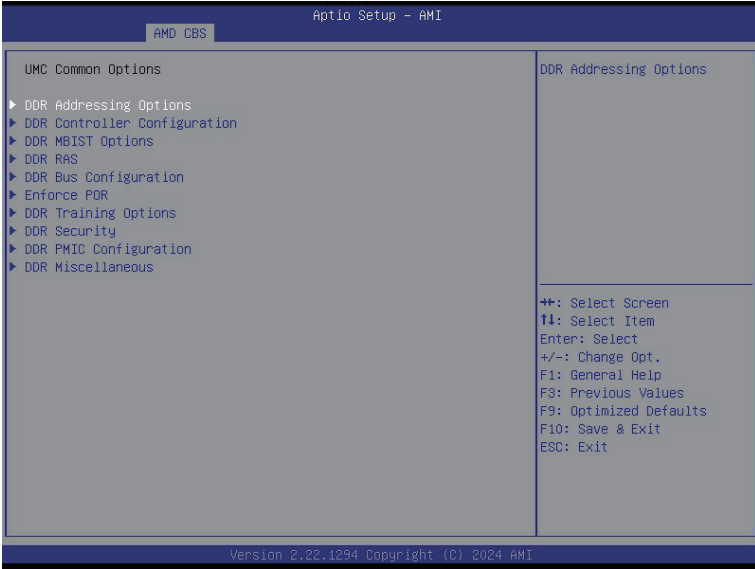 Aptio Setup – AMI
AMD CBS
UMC Common Options
DDR Addressing Options
DDR Controller Configuration
DDR MBIST Options
DDR RAS
DDR Bus Configuration
Enforce POR
DDR Training Options
DDR Security
DDR PMIC Configuration
DDR Miscellaneous
DDR Addressing Options
→←: Select Screen
↑↓: Select Item
Enter: Select
+/-: Change Opt.
F1: General Help
F3: Previous Values
F9: Optimized Defaults
F10: Save & Exit
ESC: Exit
Version 2.22.1294 Copyright (C) 2024 AMI